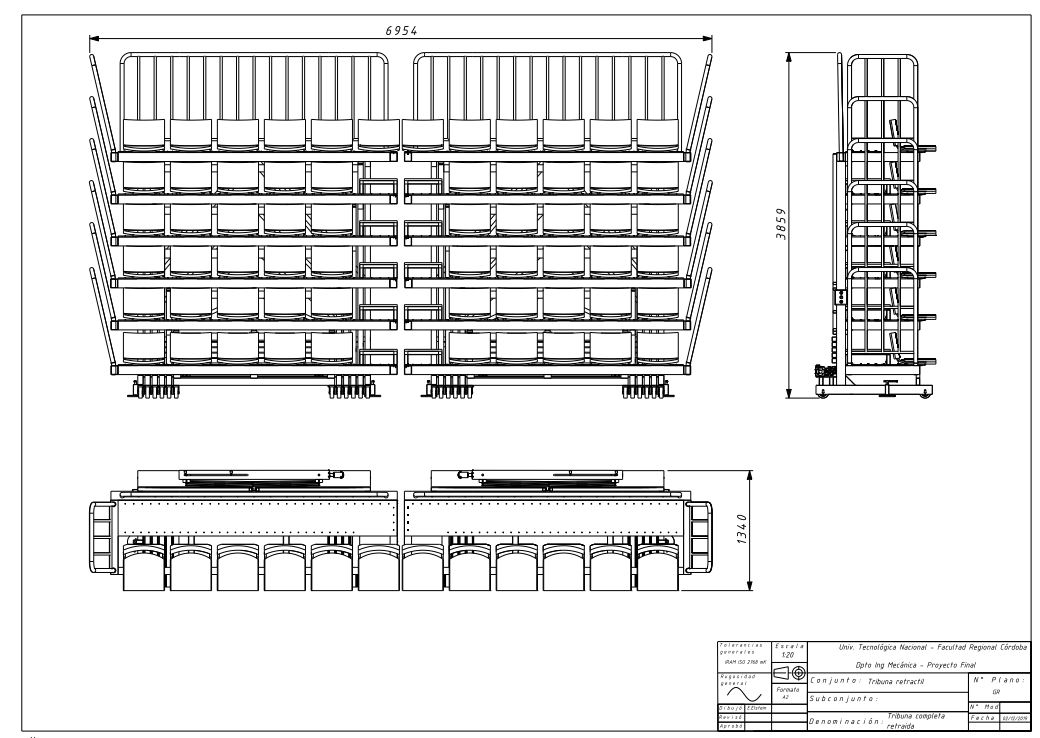 6954
3859
1340
Tolerancias
generales
IRAM ISO 2768 mK
Escala
1:20
Univ. Tecnológica Nacional - Facultad Regional Córdoba
Dpto Ing Mecánica - Proyecto Final
Rugosidad
general
Formato
A2
Conjunto: Tribuna retractil
Subconjunto:
N° Plano:
GR
Dibujó
Revisó
Aprobó
Denominación: Tribuna completa
retraida
N° Mod
Fecha 02/12/2019